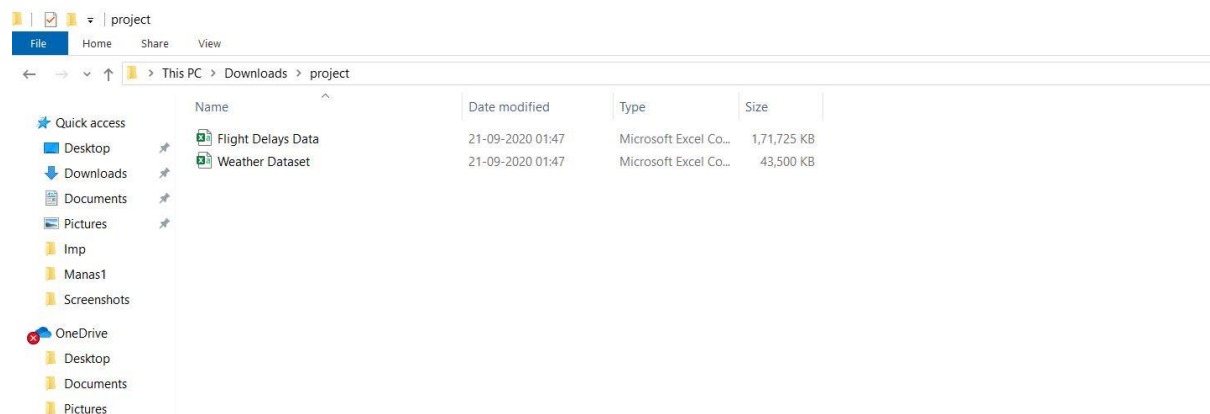 project
File Home Share View
This PC > Downloads > project
Name Date modified Type Size
Quick access
Desktop
Downloads
Documents
Pictures
Imp
Manas1
Screenshots
OneDrive
Desktop
Documents
Pictures
Flight Delays Data 21-09-2020 01:47 Microsoft Excel Co... 1,71,725 KB
Weather Dataset 21-09-2020 01:47 Microsoft Excel Co... 43,500 KB